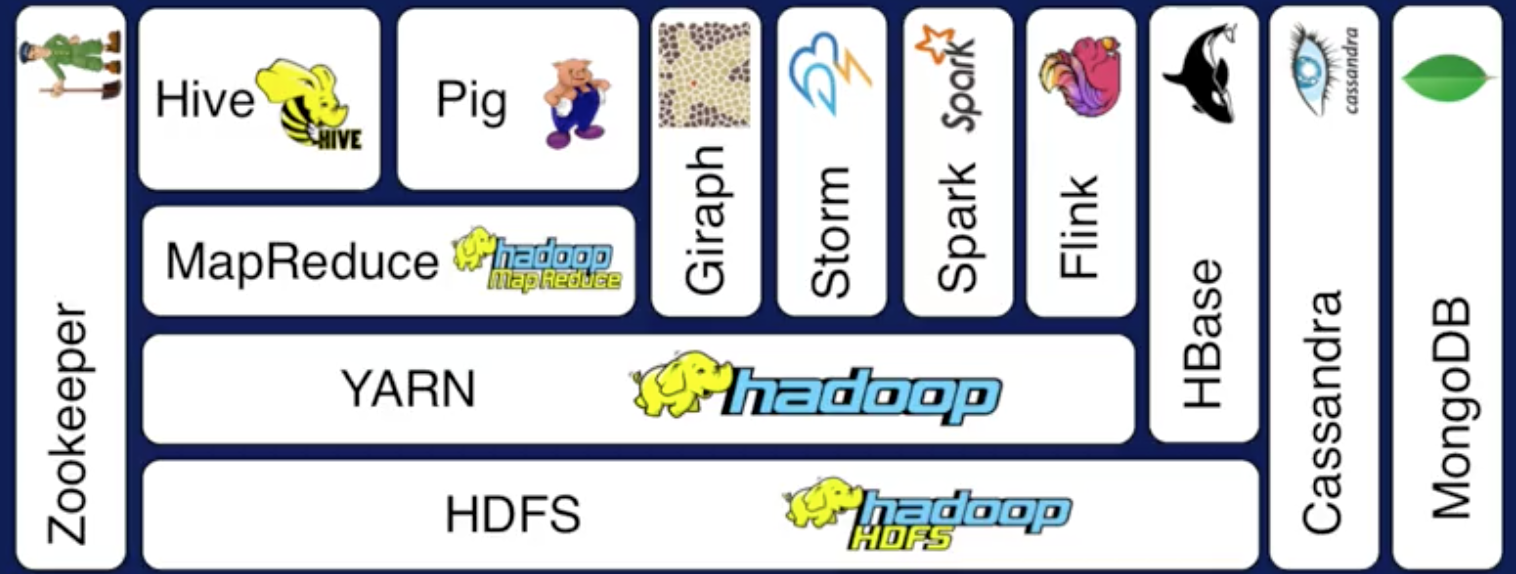 Zookeeper
Hive
HIVE
Pig
Giraph
Storm
Spark
Spark
Flink
HBase
Cassandra
cassandra
MongoDB
MapReduce
hadoop
Map Reduce
YARN
hadoop
HDFS
hadoop
HDFS